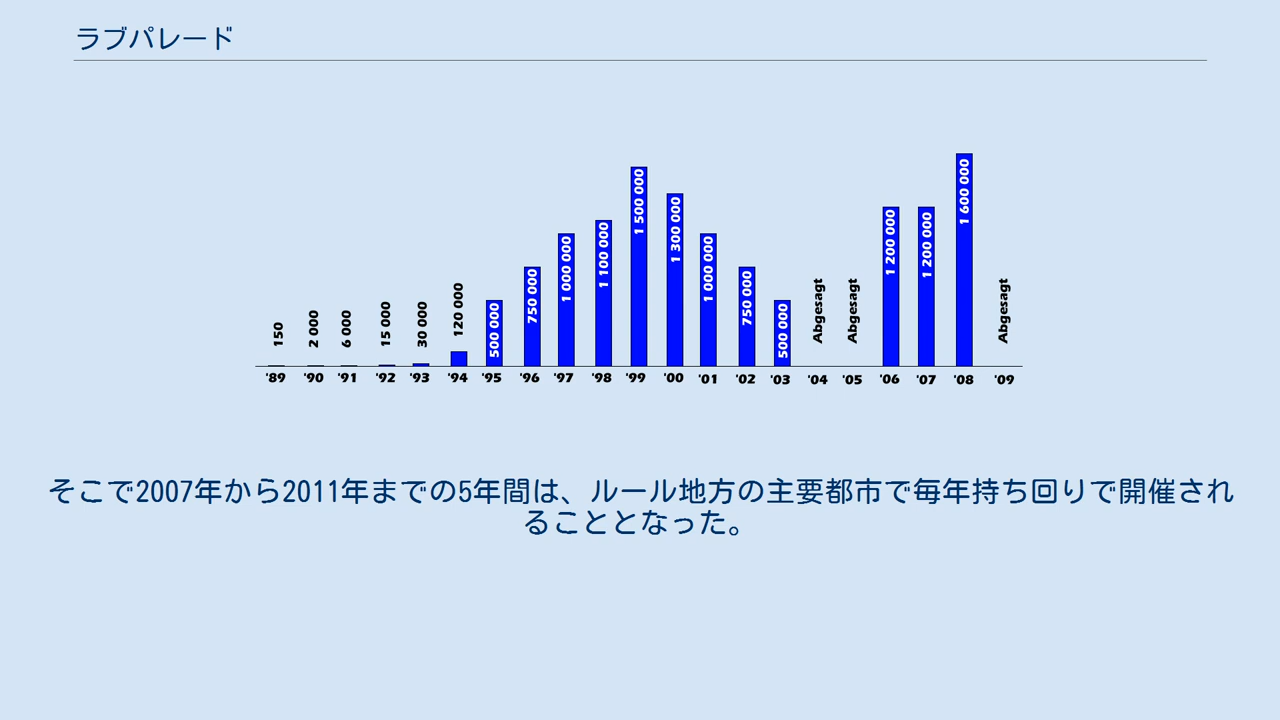 ラブパレード
150
2 000
6 000
15 000
30 000
120 000
500 000
750 000
1 000 000
1 100 000
1 500 000
1 300 000
1 000 000
750 000
500 000
Abgesagt
Abgesagt
1 200 000
1 200 000
1 600 000
Abgesagt
'89 '90 '91 '92 '93 '94 '95 '96 '97 '98 '99 '00 '01 '02 '03 '04 '05 '06 '07 '08 '09
そこで2007年から2011年までの5年間は、ルール地方の主要都市で毎年持ち回りで開催され
ることとなった。